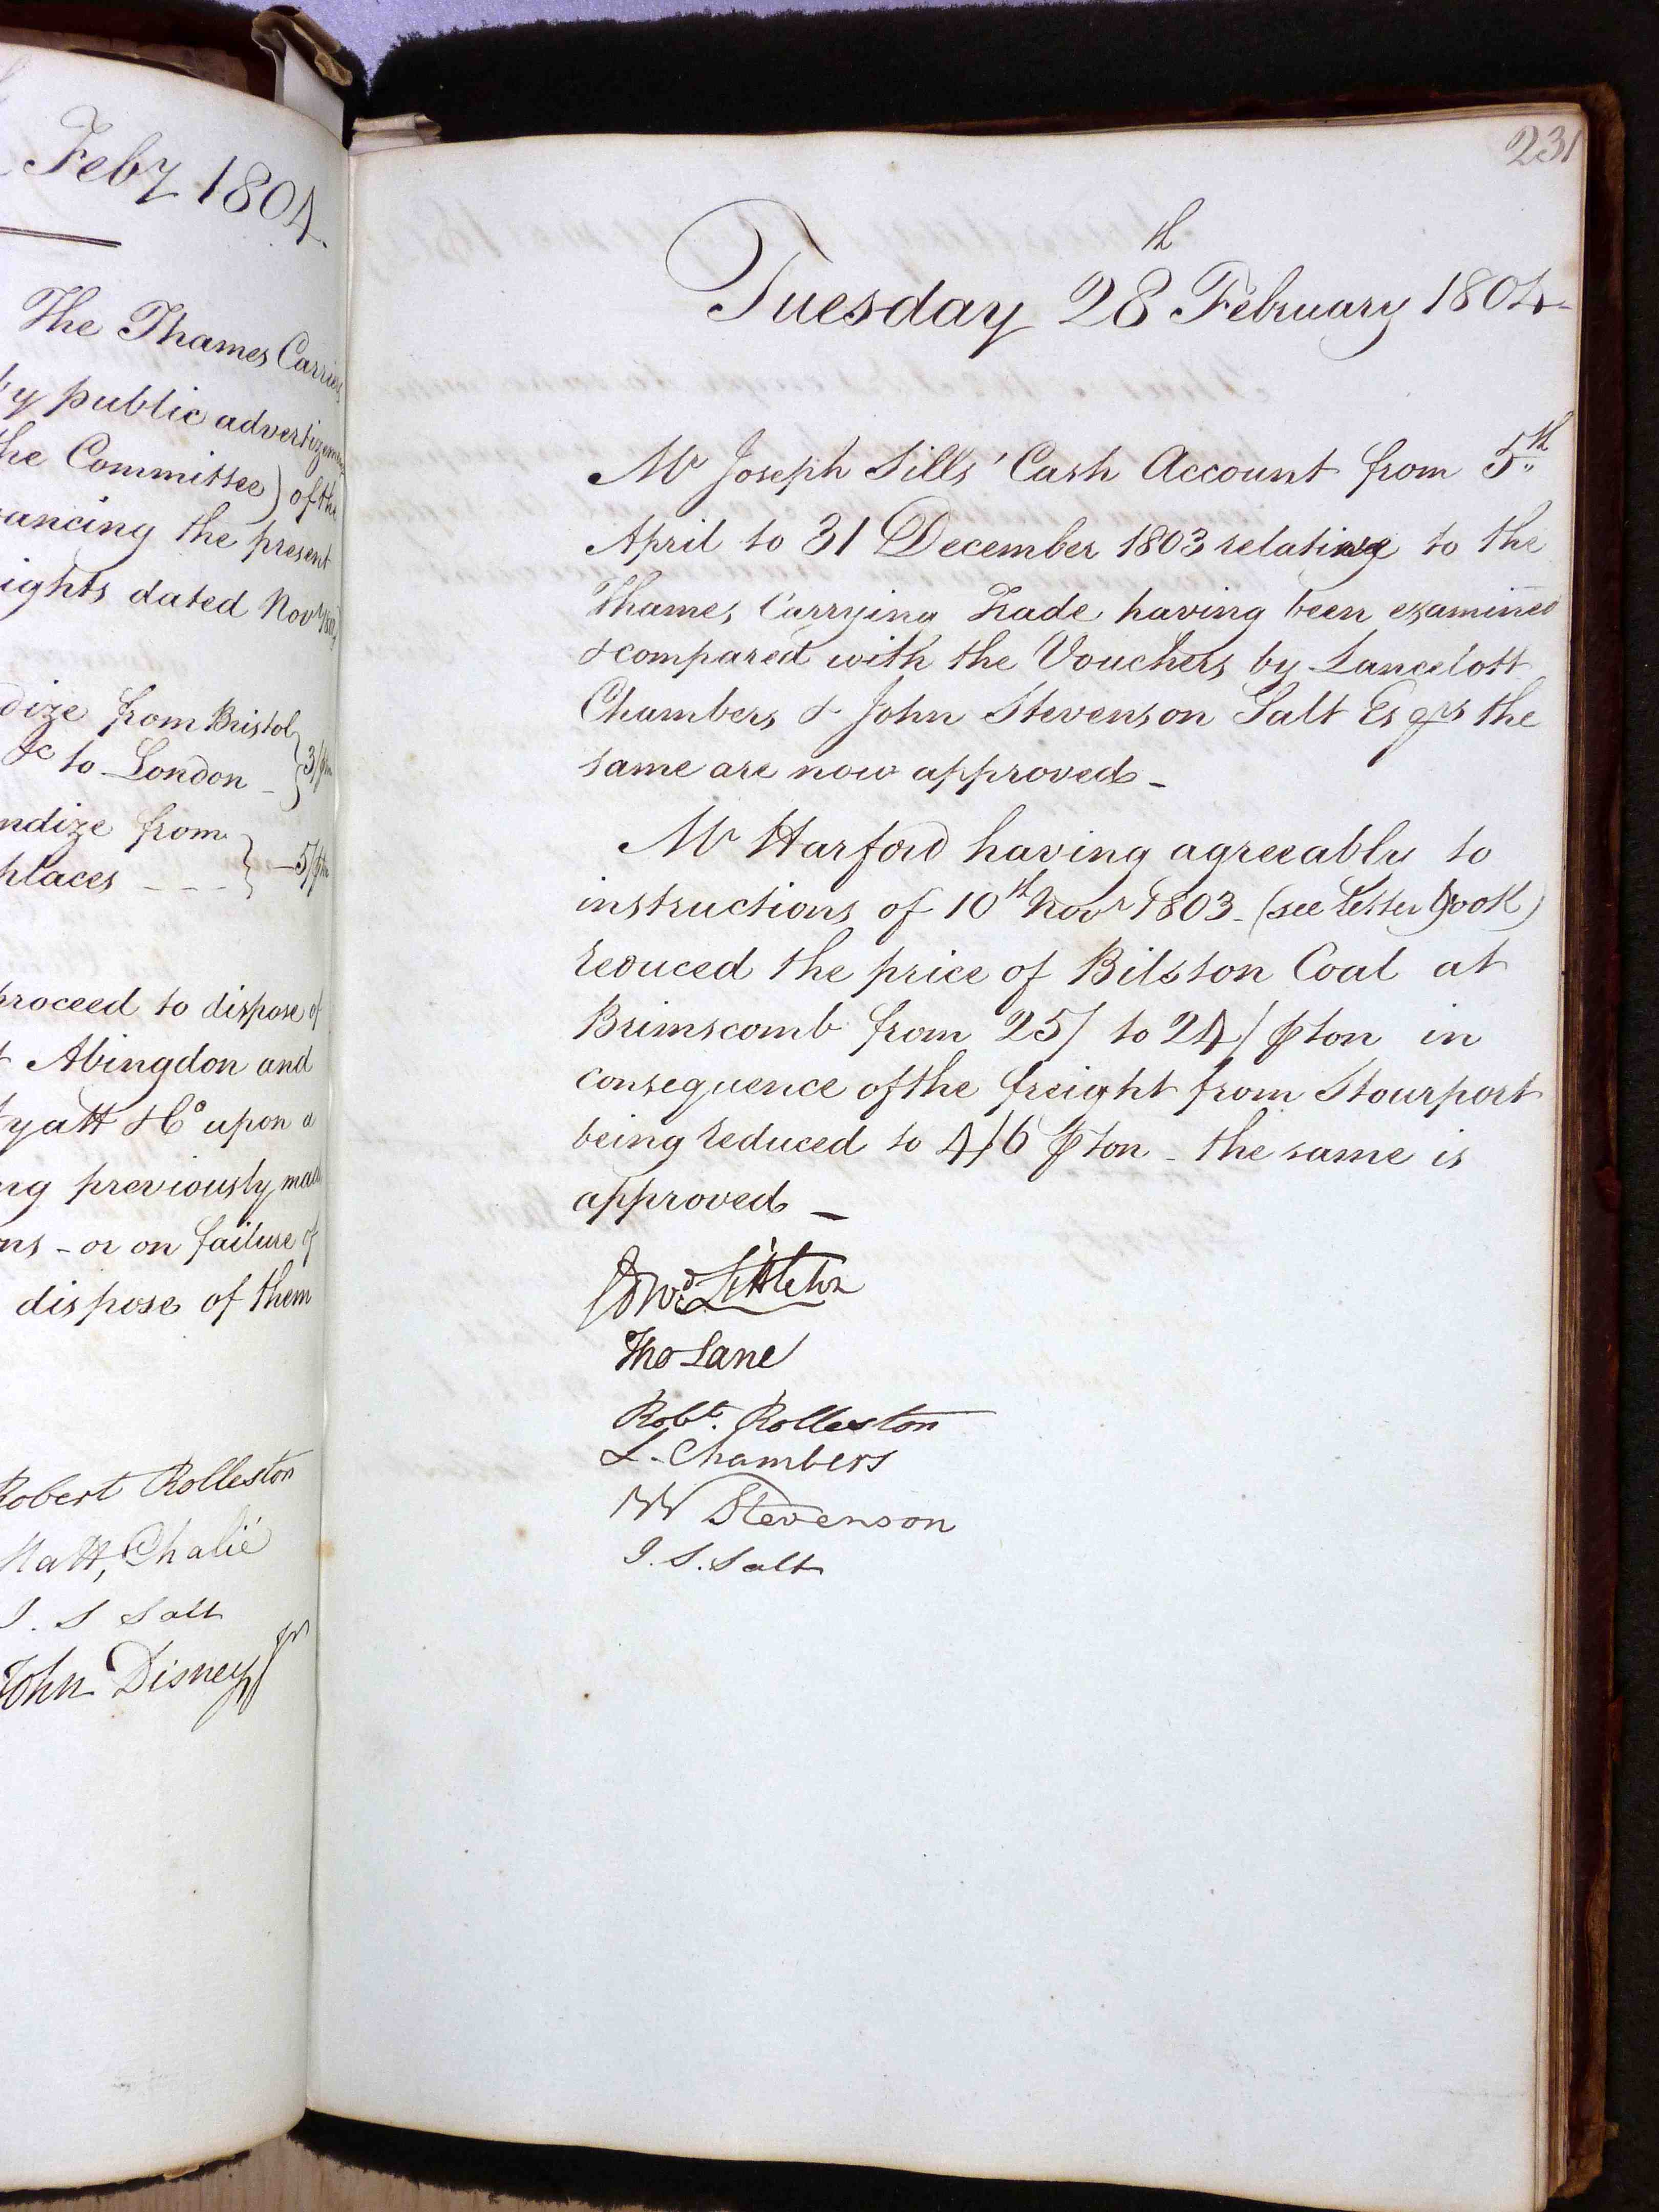 Feby 1804.
The Thames Carrying
by public advertizement
the Committee) of the
ancing the present
ights dated Novr
dize from Bristol
&c to London - 3/
ndize from
places - - - - 5/
proceed to dispose of
Abingdon and
yatt & Co upon a
ng previously made
ns - or on failure of
dispose of them
Robert Rolleston
Matt, Chalié
J. S Salt
John Disney Jr
231
Tuesday 28th February 1804
Mr Joseph Sills' Cash Account from 5th
April to 31 December 1803 relating to the
Thames Carrying Trade having been examined
& compared with the Vouchers by Lancelott
Chambers & John Stevenson Salt Esqrs the
same are now approved -
Mr Harford having agreeably to
instructions of 10th Novr 1803 - (see Letter Book)
reduced the price of Bilston Coal at
Brimscomb from 25/ to 24/ ⅌ ton in
consequence of the freight from Stourport
being reduced to 4/6 ⅌ ton - the same is
approved -
Edwd Littleton
Tho Lane
Robt. Rolleston
L. Chambers
W Stevenson
J. S. Salt